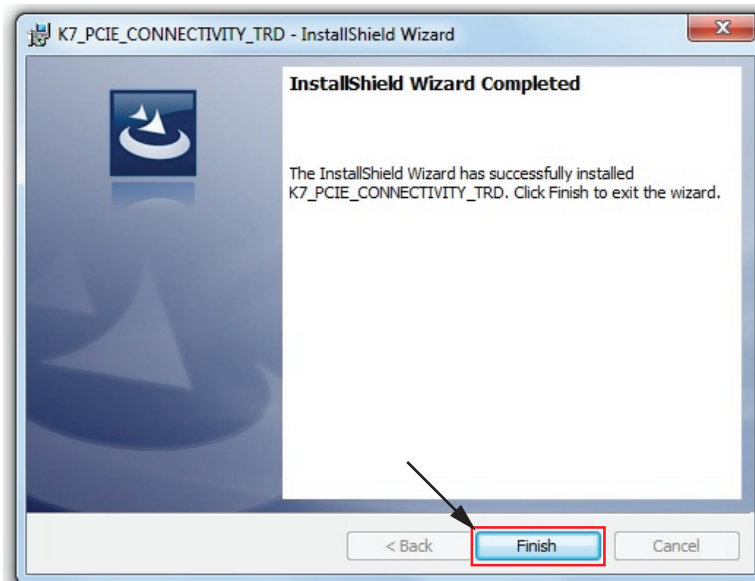 K7_PCIE_CONNECTIVITY_TRD - InstallShield Wizard
InstallShield Wizard Completed
The InstallShield Wizard has successfully installed
K7_PCIE_CONNECTIVITY_TRD. Click Finish to exit the wizard.
< Back Finish Cancel